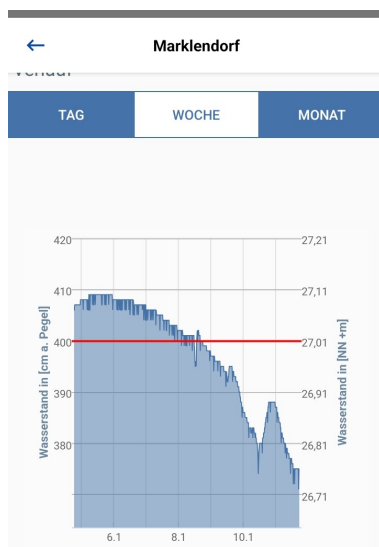 Marklendorf
Verlauf
TAG WOCHE MONAT
420 27,21
410 27,11
400 27,01
390 26,91
380 26,81
26,71
Wasserstand in [cm a. Pegel]
Wasserstand in [NN +m]
6.1 8.1 10.1